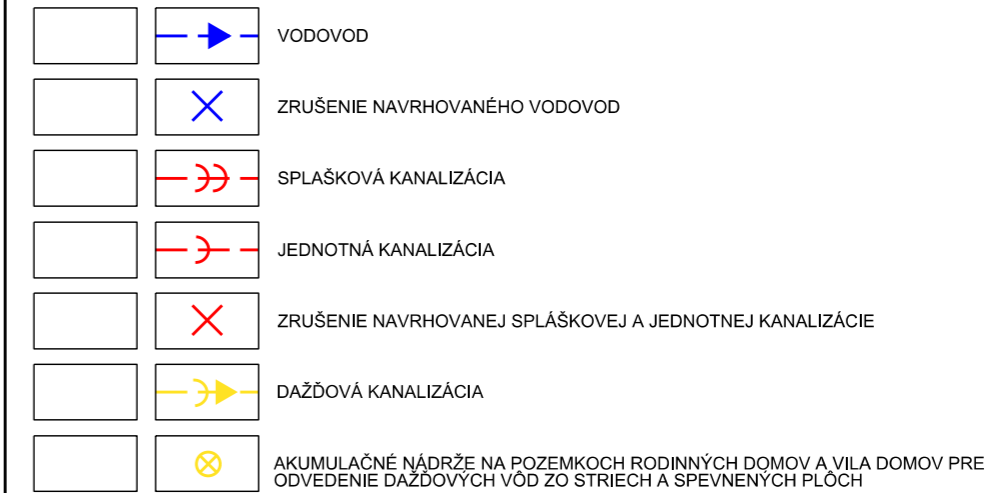 VODOVOD
ZRUŠENIE NAVRHOVANÉHO VODOVOD
SPLAŠKOVÁ KANALIZÁCIA
JEDNOTNÁ KANALIZÁCIA
ZRUŠENIE NAVRHOVANEJ SPLÁŠKOVEJ A JEDNOTNEJ KANALIZÁCIE
DAŽĎOVÁ KANALIZÁCIA
AKUMULAČNÉ NÁDRŽE NA POZEMKOCH RODINNÝCH DOMOV A VILA DOMOV PRE
ODVEDENIE DAŽĎOVÝCH VÔD ZO STRIECH A SPEVNENÝCH PLÔCH